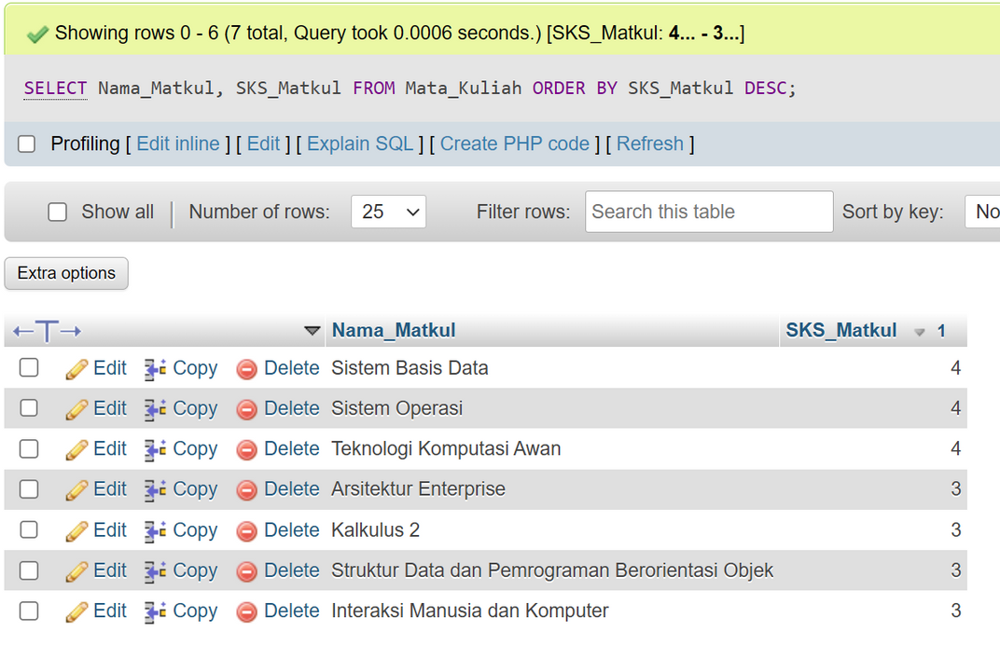 Showing rows 0 - 6 (7 total, Query took 0.0006 seconds.) [SKS_Matkul: 4... - 3...]
SELECT Nama_Matkul, SKS_Matkul FROM Mata_Kuliah ORDER BY SKS_Matkul DESC;
Profiling [ Edit inline ] [ Edit ] [ Explain SQL ] [ Create PHP code ] [ Refresh ]
Show all | Number of rows: 25 Filter rows: Search this table Sort by key: No
Extra options
←T→ Nama_Matkul SKS_Matkul 1
Edit Copy Delete Sistem Basis Data 4
Edit Copy Delete Sistem Operasi 4
Edit Copy Delete Teknologi Komputasi Awan 4
Edit Copy Delete Arsitektur Enterprise 3
Edit Copy Delete Kalkulus 2 3
Edit Copy Delete Struktur Data dan Pemrograman Berorientasi Objek 3
Edit Copy Delete Interaksi Manusia dan Komputer 3